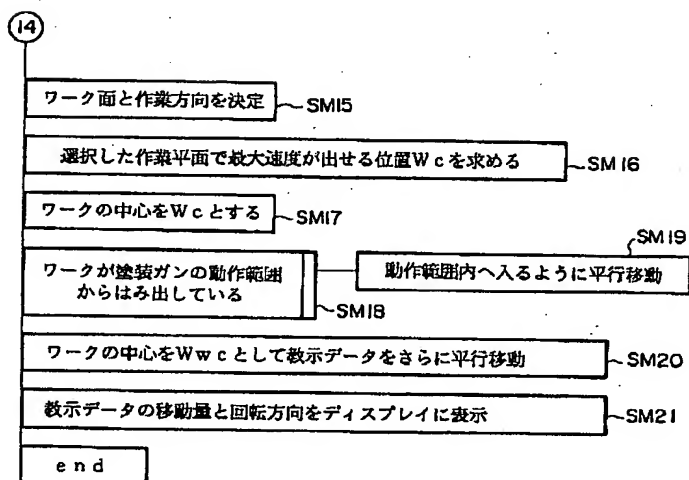 14
ワーク面と作業方向を決定
SM15
選択した作業平面で最大速度が出せる位置Wcを求める
SM16
ワークの中心をWcとする
SM17
ワークが塗装ガンの動作範囲
からはみ出している
SM18
SM19
動作範囲内へ入るように平行移動
ワークの中心をWwcとして教示データをさらに平行移動
SM20
教示データの移動量と回転方向をディスプレイに表示
SM21
end